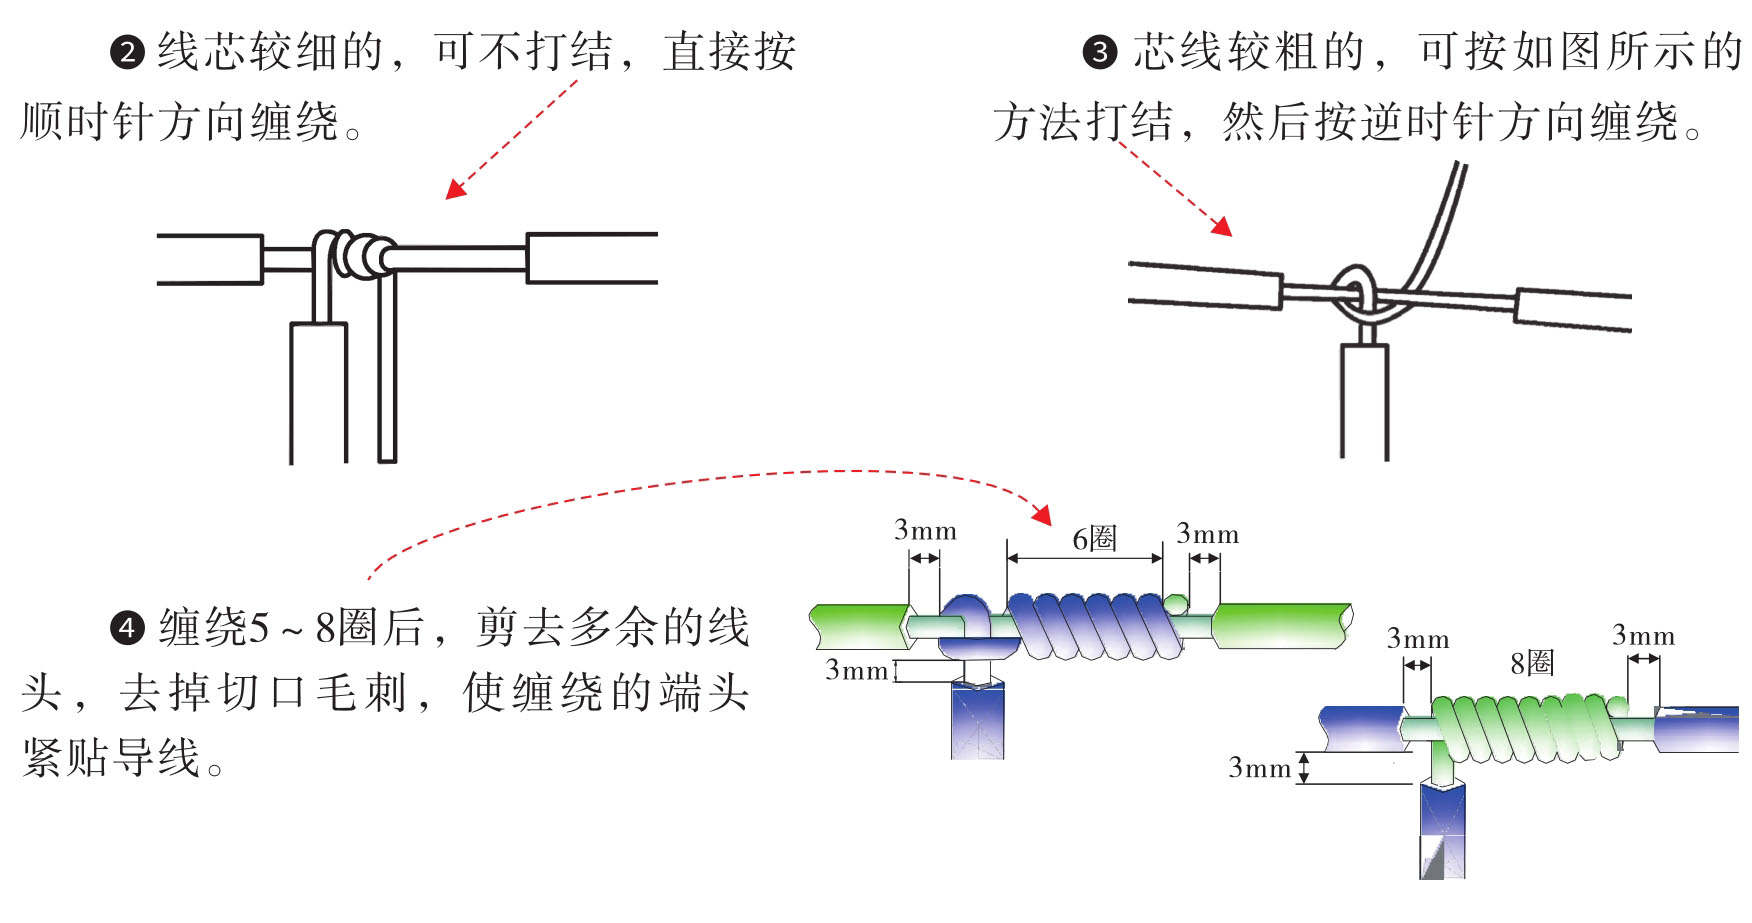 ❷ 线芯较细的，可不打结，直接按
顺时针方向缠绕。
❸ 芯线较粗的，可按如图所示的
方法打结，然后按逆时针方向缠绕。
❹ 缠绕5~8圈后，剪去多余的线
头，去掉切口毛刺，使缠绕的端头
紧贴导线。
3mm
6圈
3mm
3mm
3mm
8圈
3mm
3mm